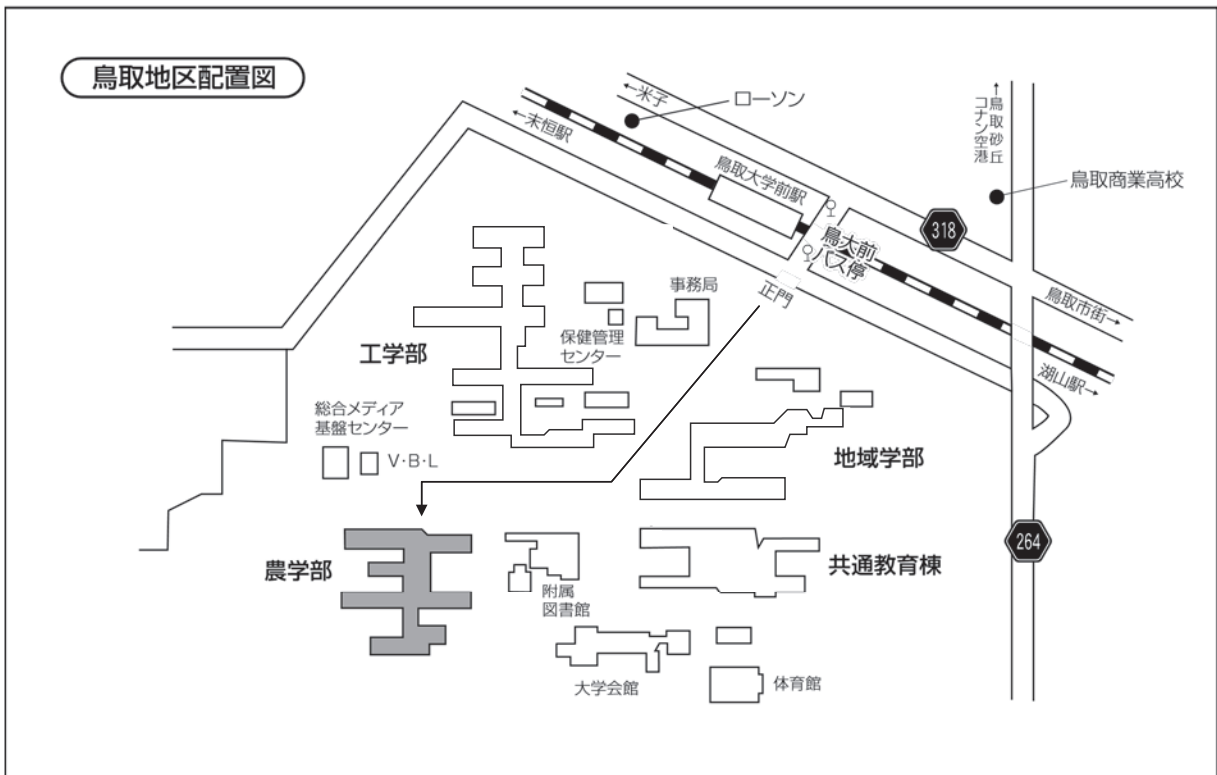 鳥取地区配置図
←米子
ローソン
←末恒駅
鳥取大学前駅
↑鳥取砂丘
コナン空港
鳥取商業高校
318
鳥大前
バス停
正門
事務局
保健管理
センター
鳥取市街→
湖山駅→
工学部
総合メディア
基盤センター
V・B・L
地域学部
264
農学部
附属
図書館
共通教育棟
大学会館
体育館